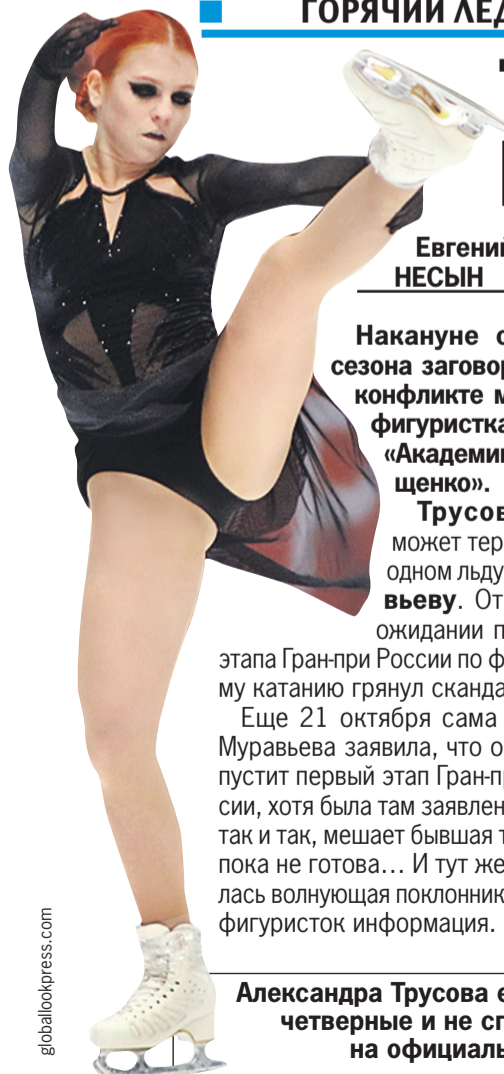 ГОРЯЧИЙ ЛЕД
Евгений
НЕСЫН
Накануне с
сезона заговор
конфликте м
фигуристка
«Академи
щенко».
Трусов
может тер
одном льду
вьеву. От
ожидании п
этапа Гран-при России по ф
му катанию грянул сканда
Еще 21 октября сама
Муравьева заявила, что о
пустит первый этап Гран-п
сии, хотя была там заявлен
так и так, мешает бывшая т
пока не готова... И тут же
лась волнующая поклонник
фигуристок информация.
Александра Трусова е
четверные и не сп
на официаль
globallookpress.com